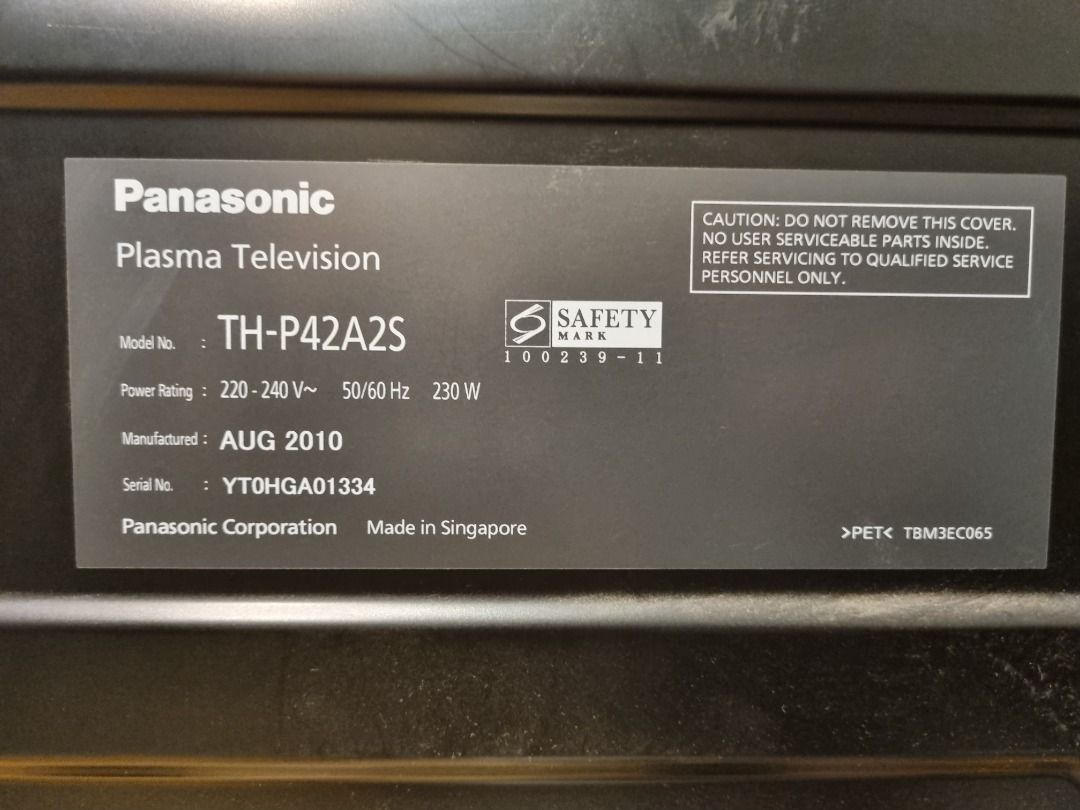 Panasonic
Plasma Television
CAUTION: DO NOT REMOVE THIS COVER.
NO USER SERVICEABLE PARTS INSIDE.
REFER SERVICING TO QUALIFIED SERVICE
PERSONNEL ONLY.
Model No. : TH-P42A2S
SAFETY
MARK
100239-11
Power Rating : 220 - 240 V~ 50/60 Hz 230 W
Manufactured : AUG 2010
Serial No. : YT0HGA01334
Panasonic Corporation Made in Singapore
>PET< TBM3EC065